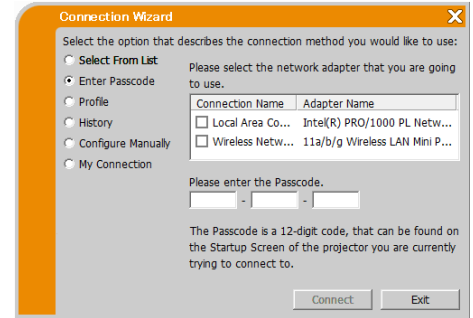 Connection Wizard
Select the option that describes the connection method you would like to use:
Select From List
Enter Passcode
Profile
History
Configure Manually
My Connection
Please select the network adapter that you are going
to use.
Connection Name Adapter Name
Local Area Co... Intel(R) PRO/1000 PL Netw...
Wireless Netw... 11a/b/g Wireless LAN Mini P...
Please enter the Passcode.
- -
The Passcode is a 12-digit code, that can be found on
the Startup Screen of the projector you are currently
trying to connect to.
Connect Exit